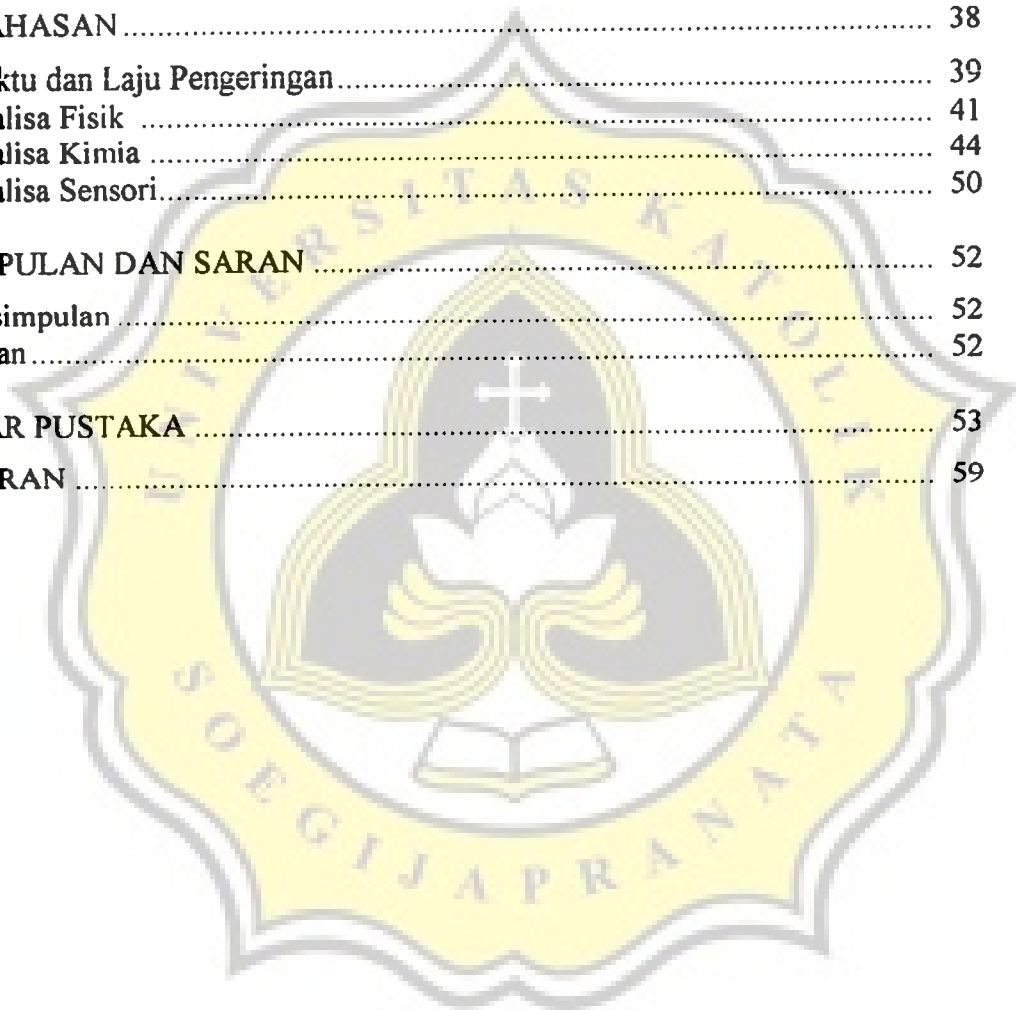 AHASAN ........................................ 38
ktu dan Laju Pengeringan ........................................ 39
alisa Fisik ........................................ 41
alisa Kimia ........................................ 44
alisa Sensori ........................................ 50
PULAN DAN SARAN ........................................ 52
simpulan ........................................ 52
an ........................................ 52
AR PUSTAKA ........................................ 53
RAN ........................................ 59
UNIVERSITAS KATOLIK
SOEGIJAPRANATA